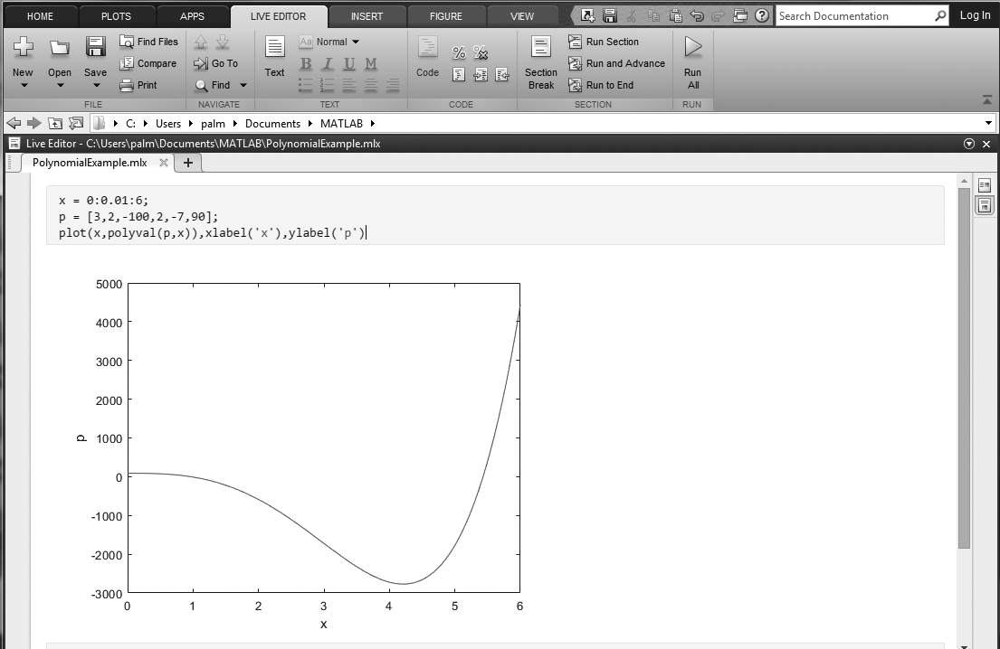 HOME PLOTS APPS LIVE EDITOR INSERT FIGURE VIEW Search Documentation Log In
New Open Save Find Files Compare Print
FILE
Go To Find
NAVIGATE
Text Aa Normal B I U M
TEXT
Code % %
CODE
Section Break Run Section Run and Advance Run to End
SECTION
Run All
RUN
C: Users palm Documents MATLAB
Live Editor - C:\Users\palm\Documents\MATLAB\PolynomialExample.mlx
PolynomialExample.mlx +
x = 0:0.01:6;
p = [3,2,-100,2,-7,90];
plot(x,polyval(p,x)),xlabel('x'),ylabel('p')
5000
4000
3000
2000
p
1000
0
-1000
-2000
-3000
0 1 2 3 4 5 6
x